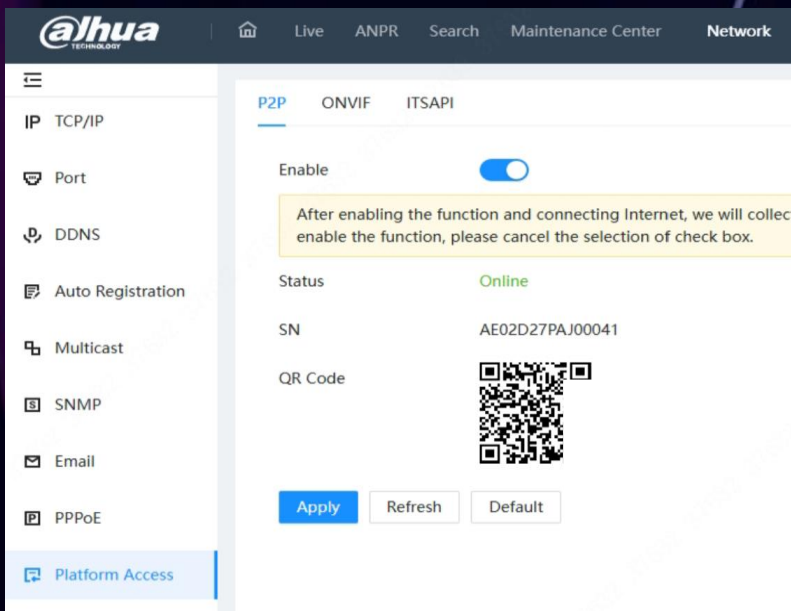 alhua
TECHNOLOGY
Live ANPR Search Maintenance Center Network
IP TCP/IP
Port
DDNS
Auto Registration
Multicast
SNMP
Email
PPPoE
Platform Access
P2P ONVIF ITSAPI
Enable
After enabling the function and connecting Internet, we will collec
enable the function, please cancel the selection of check box.
Status Online
SN AE02D27PAJ00041
QR Code
Apply Refresh Default